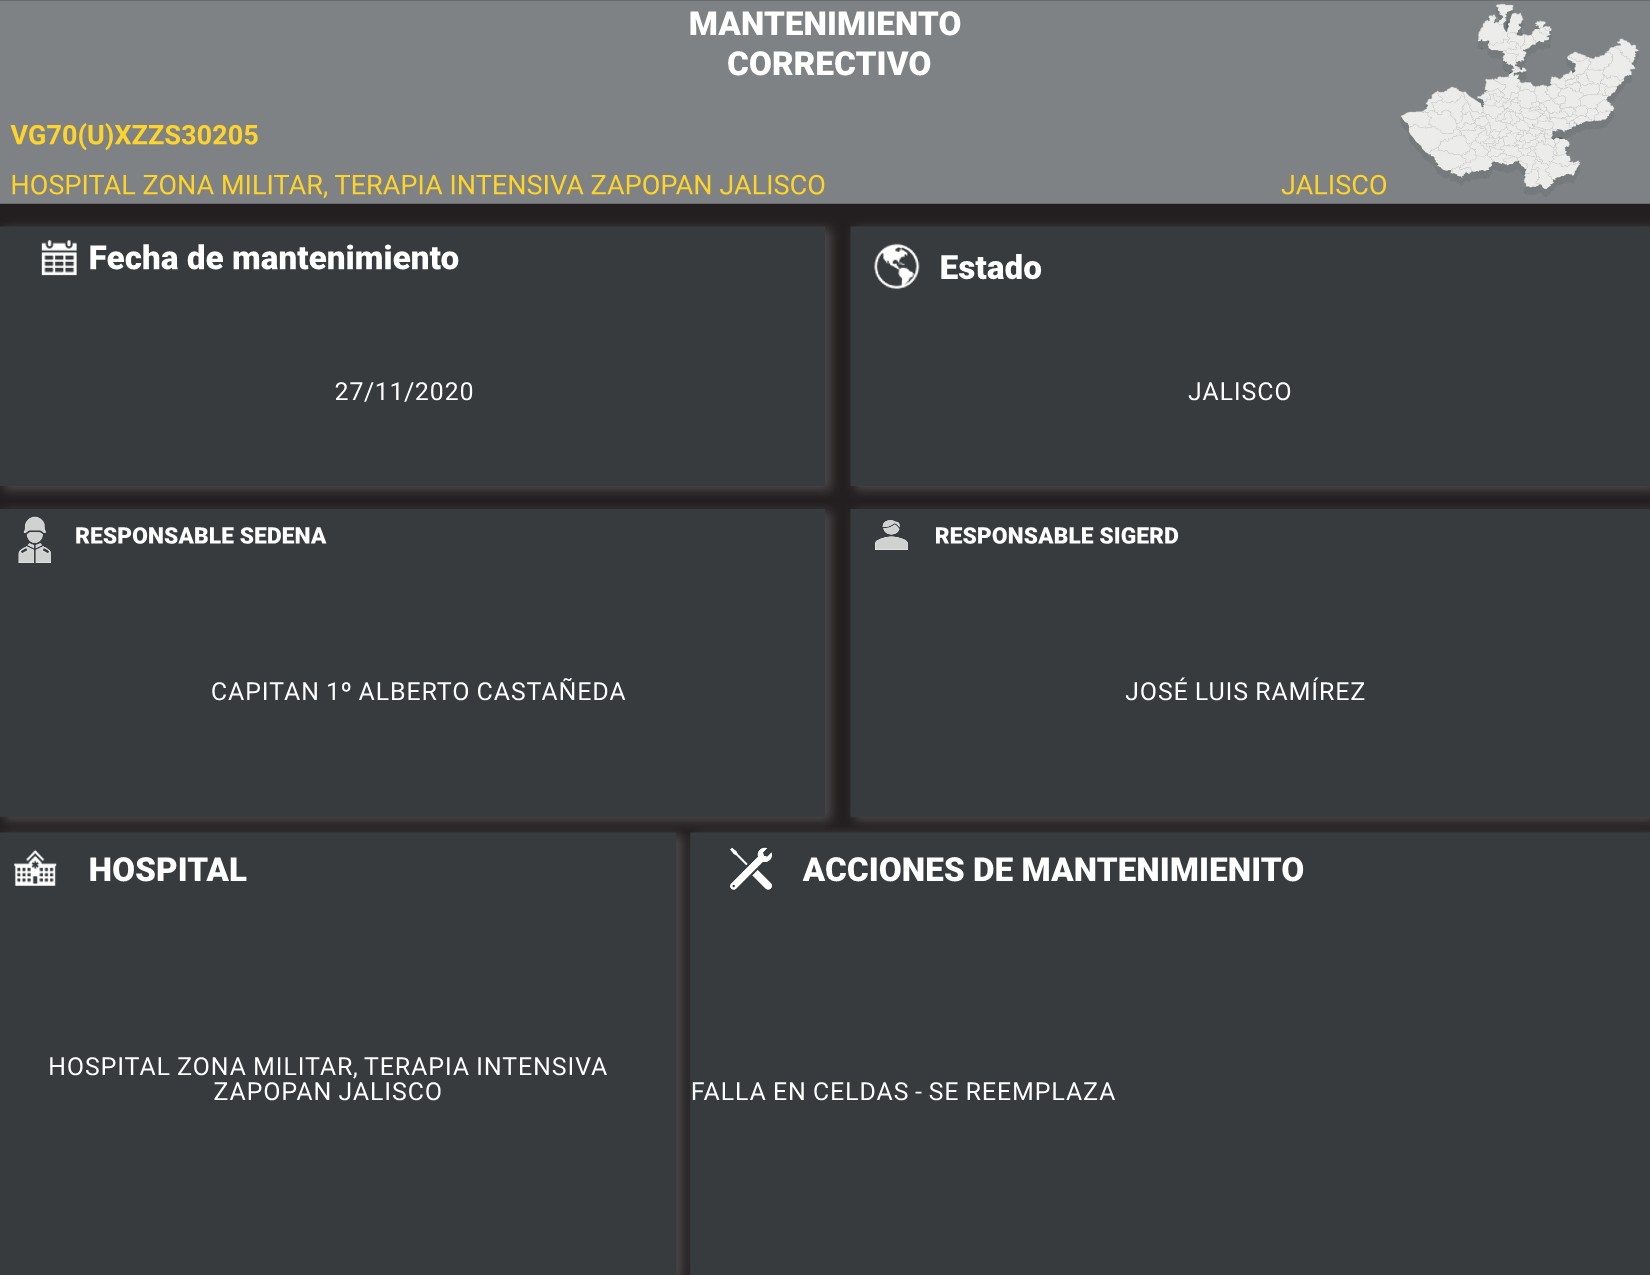 MANTENIMIENTO
CORRECTIVO
VG70(U)XZZS30205
HOSPITAL ZONA MILITAR, TERAPIA INTENSIVA ZAPOPAN JALISCO
JALISCO
Fecha de mantenimiento
27/11/2020
Estado
JALISCO
RESPONSABLE SEDENA
CAPITAN 1º ALBERTO CASTAÑEDA
RESPONSABLE SIGERD
JOSÉ LUIS RAMÍREZ
HOSPITAL
HOSPITAL ZONA MILITAR, TERAPIA INTENSIVA
ZAPOPAN JALISCO
ACCIONES DE MANTENIMIENITO
FALLA EN CELDAS - SE REEMPLAZA